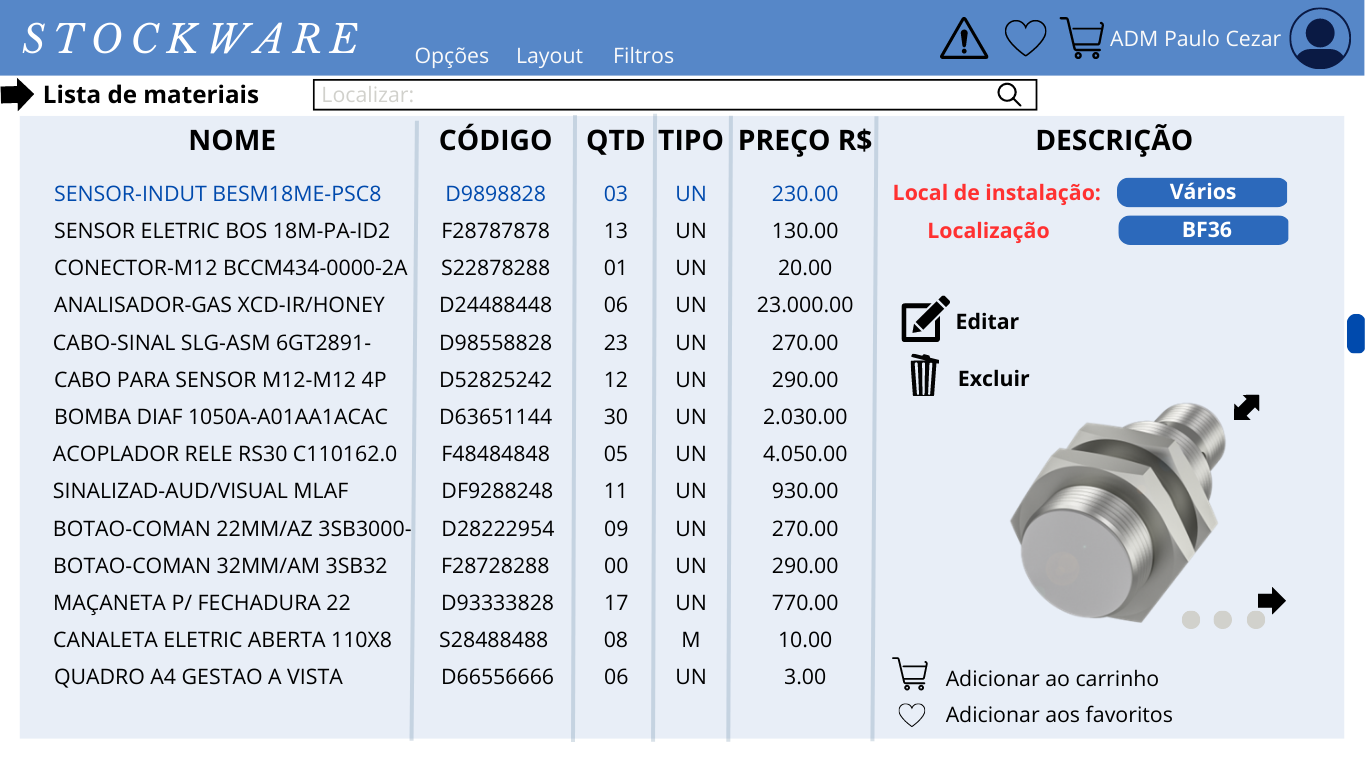 STOCKWARE
Opções Layout Filtros
ADM Paulo Cezar
Lista de materiais
Localizar:
NOME CÓDIGO QTD TIPO PREÇO R$ DESCRIÇÃO
SENSOR-INDUT BESM18ME-PSC8 D9898828 03 UN 230.00
SENSOR ELETRIC BOS 18M-PA-ID2 F28787878 13 UN 130.00
CONECTOR-M12 BCCM434-0000-2A S22878288 01 UN 20.00
ANALISADOR-GAS XCD-IR/HONEY D24488448 06 UN 23.000.00
CABO-SINAL SLG-ASM 6GT2891- D98558828 23 UN 270.00
CABO PARA SENSOR M12-M12 4P D52825242 12 UN 290.00
BOMBA DIAF 1050A-A01AA1ACAC D63651144 30 UN 2.030.00
ACOPLADOR RELE RS30 C110162.0 F48484848 05 UN 4.050.00
SINALIZAD-AUD/VISUAL MLAF DF9288248 11 UN 930.00
BOTAO-COMAN 22MM/AZ 3SB3000- D28222954 09 UN 270.00
BOTAO-COMAN 32MM/AM 3SB32 F28728288 00 UN 290.00
MAÇANETA P/ FECHADURA 22 D93333828 17 UN 770.00
CANALETA ELETRIC ABERTA 110X8 S28488488 08 M 10.00
QUADRO A4 GESTAO A VISTA D66556666 06 UN 3.00
Local de instalação: Vários
Localização BF36
Editar
Excluir
Adicionar ao carrinho
Adicionar aos favoritos